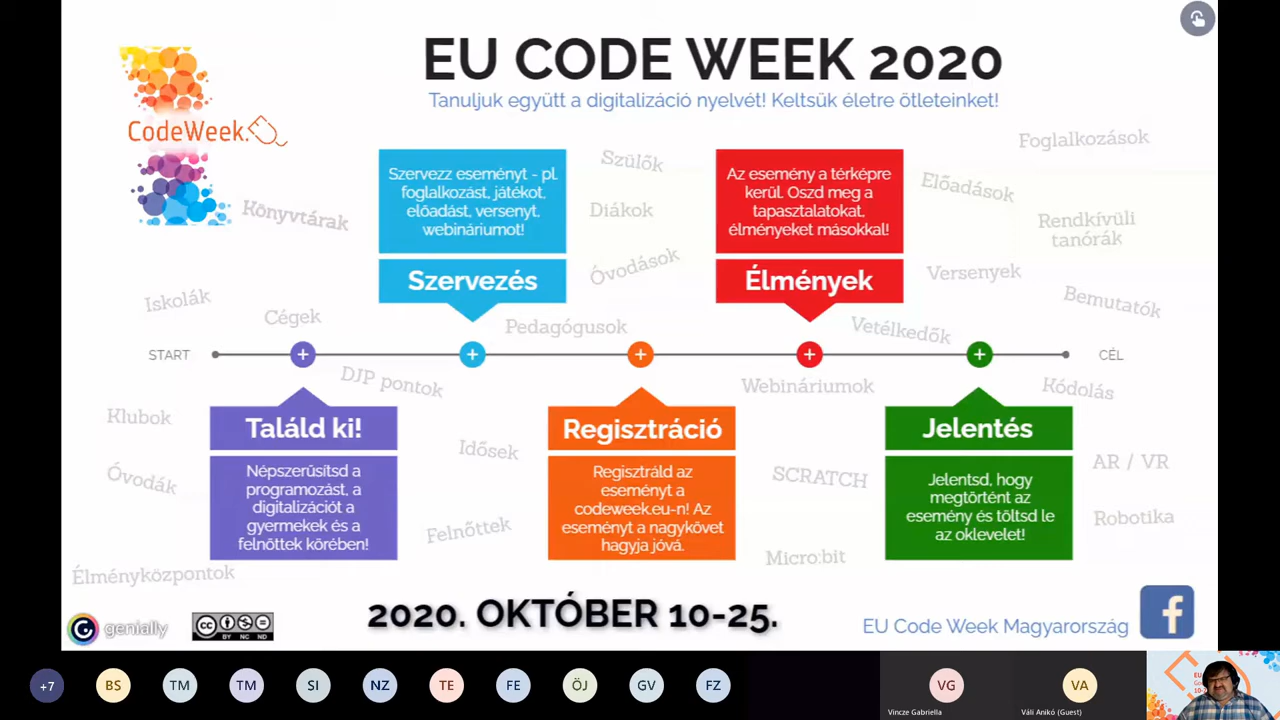 EU CODE WEEK 2020
Tanuljuk együtt a digitalizáció nyelvét! Keltsük életre ötleteinket!
CodeWeek.
Szervezz eseményt - pl.
foglalkozást, játékot,
előadást, versenyt,
webináriumot!
Szervezés
Az esemény a térképre
kerül. Oszd meg a
tapasztalatokat,
élményeket másokkal!
Élmények
Könyvtárak
Szülők
Diákok
Óvodások
Foglalkozások
Előadások
Rendkívüli
tanórák
Versenyek
Bemutatók
Iskolák
Cégek
Pedagógusok
Vetélkedők
START
CÉL
DJP pontok
Webináriumok
Kódolás
Klubok
Óvodák
Idősek
Felnőttek
SCRATCH
Micro:bit
AR / VR
Robotika
Élményközpontok
Találd ki!
Népszerűsítsd a
programozást, a
digitalizációt a
gyermekek és a
felnőttek körében!
Regisztráció
Regisztráld az
eseményt a
codeweek.eu-n! Az
eseményt a nagykövet
hagyja jóvá.
Jelentés
Jelentsd, hogy
megtörtént az
esemény és töltsd le
az oklevelet!
genially
CC BY NC ND
2020. OKTÓBER 10-25.
EU Code Week Magyarország
f
+7
BS
TM
TM
SI
NZ
TE
FE
ÖJ
GV
FZ
VG
Vincze Gabriella
VA
Váli Anikó (Guest)